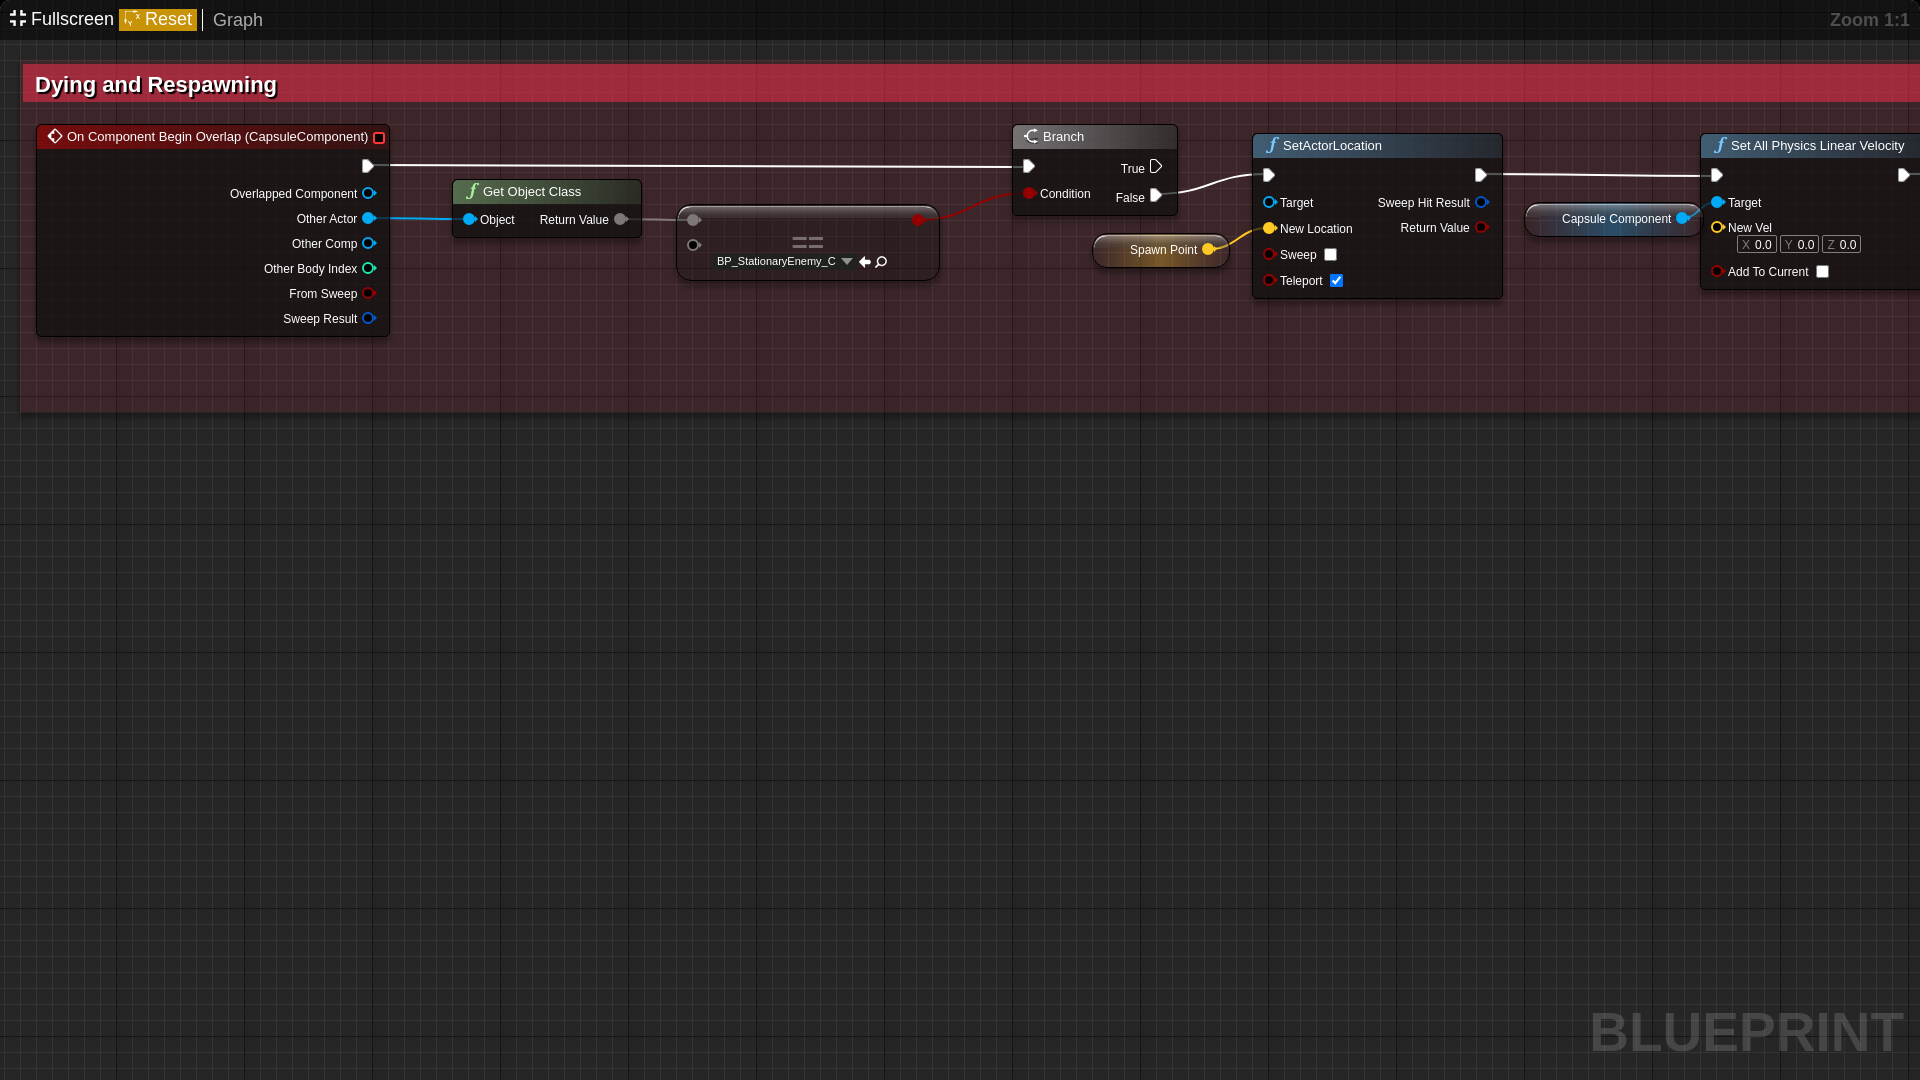 Fullscreen Reset Graph Zoom 1:1
Dying and Respawning
On Component Begin Overlap (CapsuleComponent)
Overlapped Component
Other Actor
Other Comp
Other Body Index
From Sweep
Sweep Result
Get Object Class
Object Return Value
==
BP_StationaryEnemy_C
Branch
True
Condition
False
Spawn Point
SetActorLocation
Target Sweep Hit Result
New Location Return Value
Sweep
Teleport
Capsule Component
Set All Physics Linear Velocity
Target
New Vel
X 0.0 Y 0.0 Z 0.0
Add To Current
BLUEPRINT